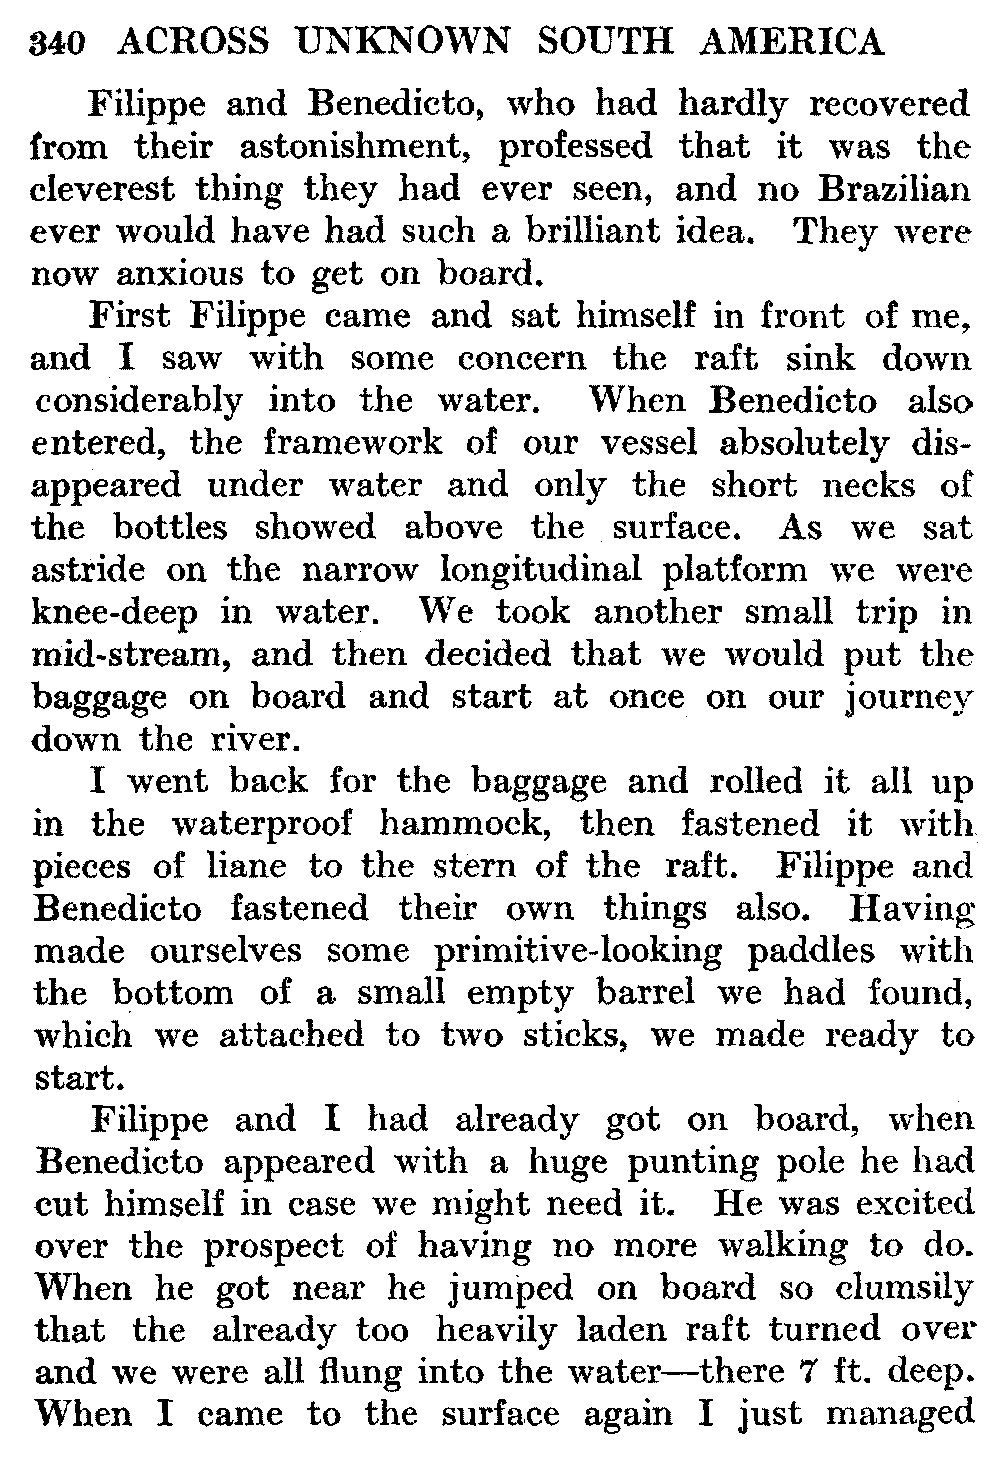 340 ACROSS UNKNOWN SOUTH AMERICA
Filippe and Benedicto, who had hardly recovered
from their astonishment, professed that it was the
cleverest thing they had ever seen, and no Brazilian
ever would have had such a brilliant idea. They were
now anxious to get on board.
First Filippe came and sat himself in front of me,
and I saw with some concern the raft sink down
considerably into the water. When Benedicto also
entered, the framework of our vessel absolutely dis-
appeared under water and only the short necks of
the bottles showed above the surface. As we sat
astride on the narrow longitudinal platform we were
knee-deep in water. We took another small trip in
mid-stream, and then decided that we would put the
baggage on board and start at once on our journey
down the river.
I went back for the baggage and rolled it all up
in the waterproof hammock, then fastened it with
pieces of liane to the stern of the raft. Filippe and
Benedicto fastened their own things also. Having
made ourselves some primitive-looking paddles with
the bottom of a small empty barrel we had found,
which we attached to two sticks, we made ready to
start.
Filippe and I had already got on board, when
Benedicto appeared with a huge punting pole he had
cut himself in case we might need it. He was excited
over the prospect of having no more walking to do.
When he got near he jumped on board so clumsily
that the already too heavily laden raft turned over
and we were all flung into the water—there 7 ft. deep.
When I came to the surface again I just managed